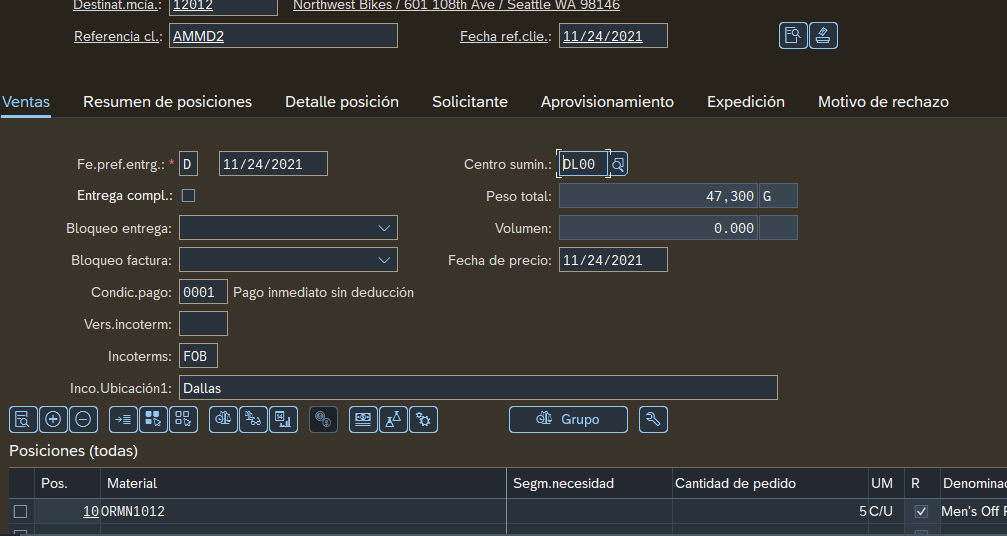 Destinat.mcía.: 12012 Northwest Bikes / 601 108th Ave / Seattle WA 98146
Referencia cl.: AMMD2 Fecha ref.clie.: 11/24/2021
Ventas Resumen de posiciones Detalle posición Solicitante Aprovisionamiento Expedición Motivo de rechazo
Fe.pref.entrg.: * D 11/24/2021 Centro sumin.: DL00
Entrega compl.: Peso total: 47,300 G
Bloqueo entrega: Volumen: 0.000
Bloqueo factura: Fecha de precio: 11/24/2021
Condic.pago: 0001 Pago inmediato sin deducción
Vers.incoterm:
Incoterms: FOB
Inco.Ubicación1: Dallas
Grupo
Posiciones (todas)
Pos. Material Segm.necesidad Cantidad de pedido UM R Denominac
10 ORMN1012 5 C/U Men's Off R